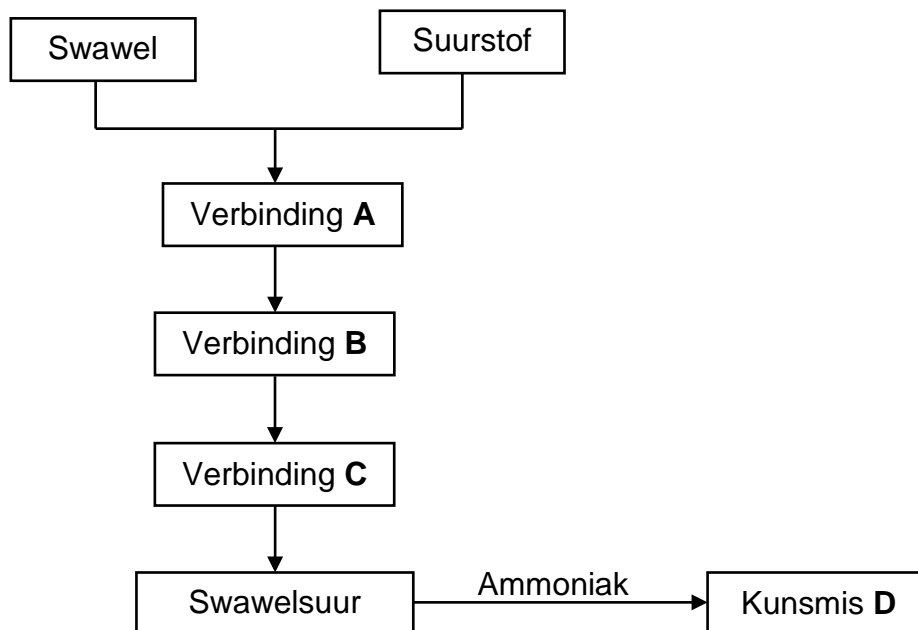 Swawel
Suurstof
Verbinding A
Verbinding B
Verbinding C
Swawelsuur
Ammoniak
Kunsmis D